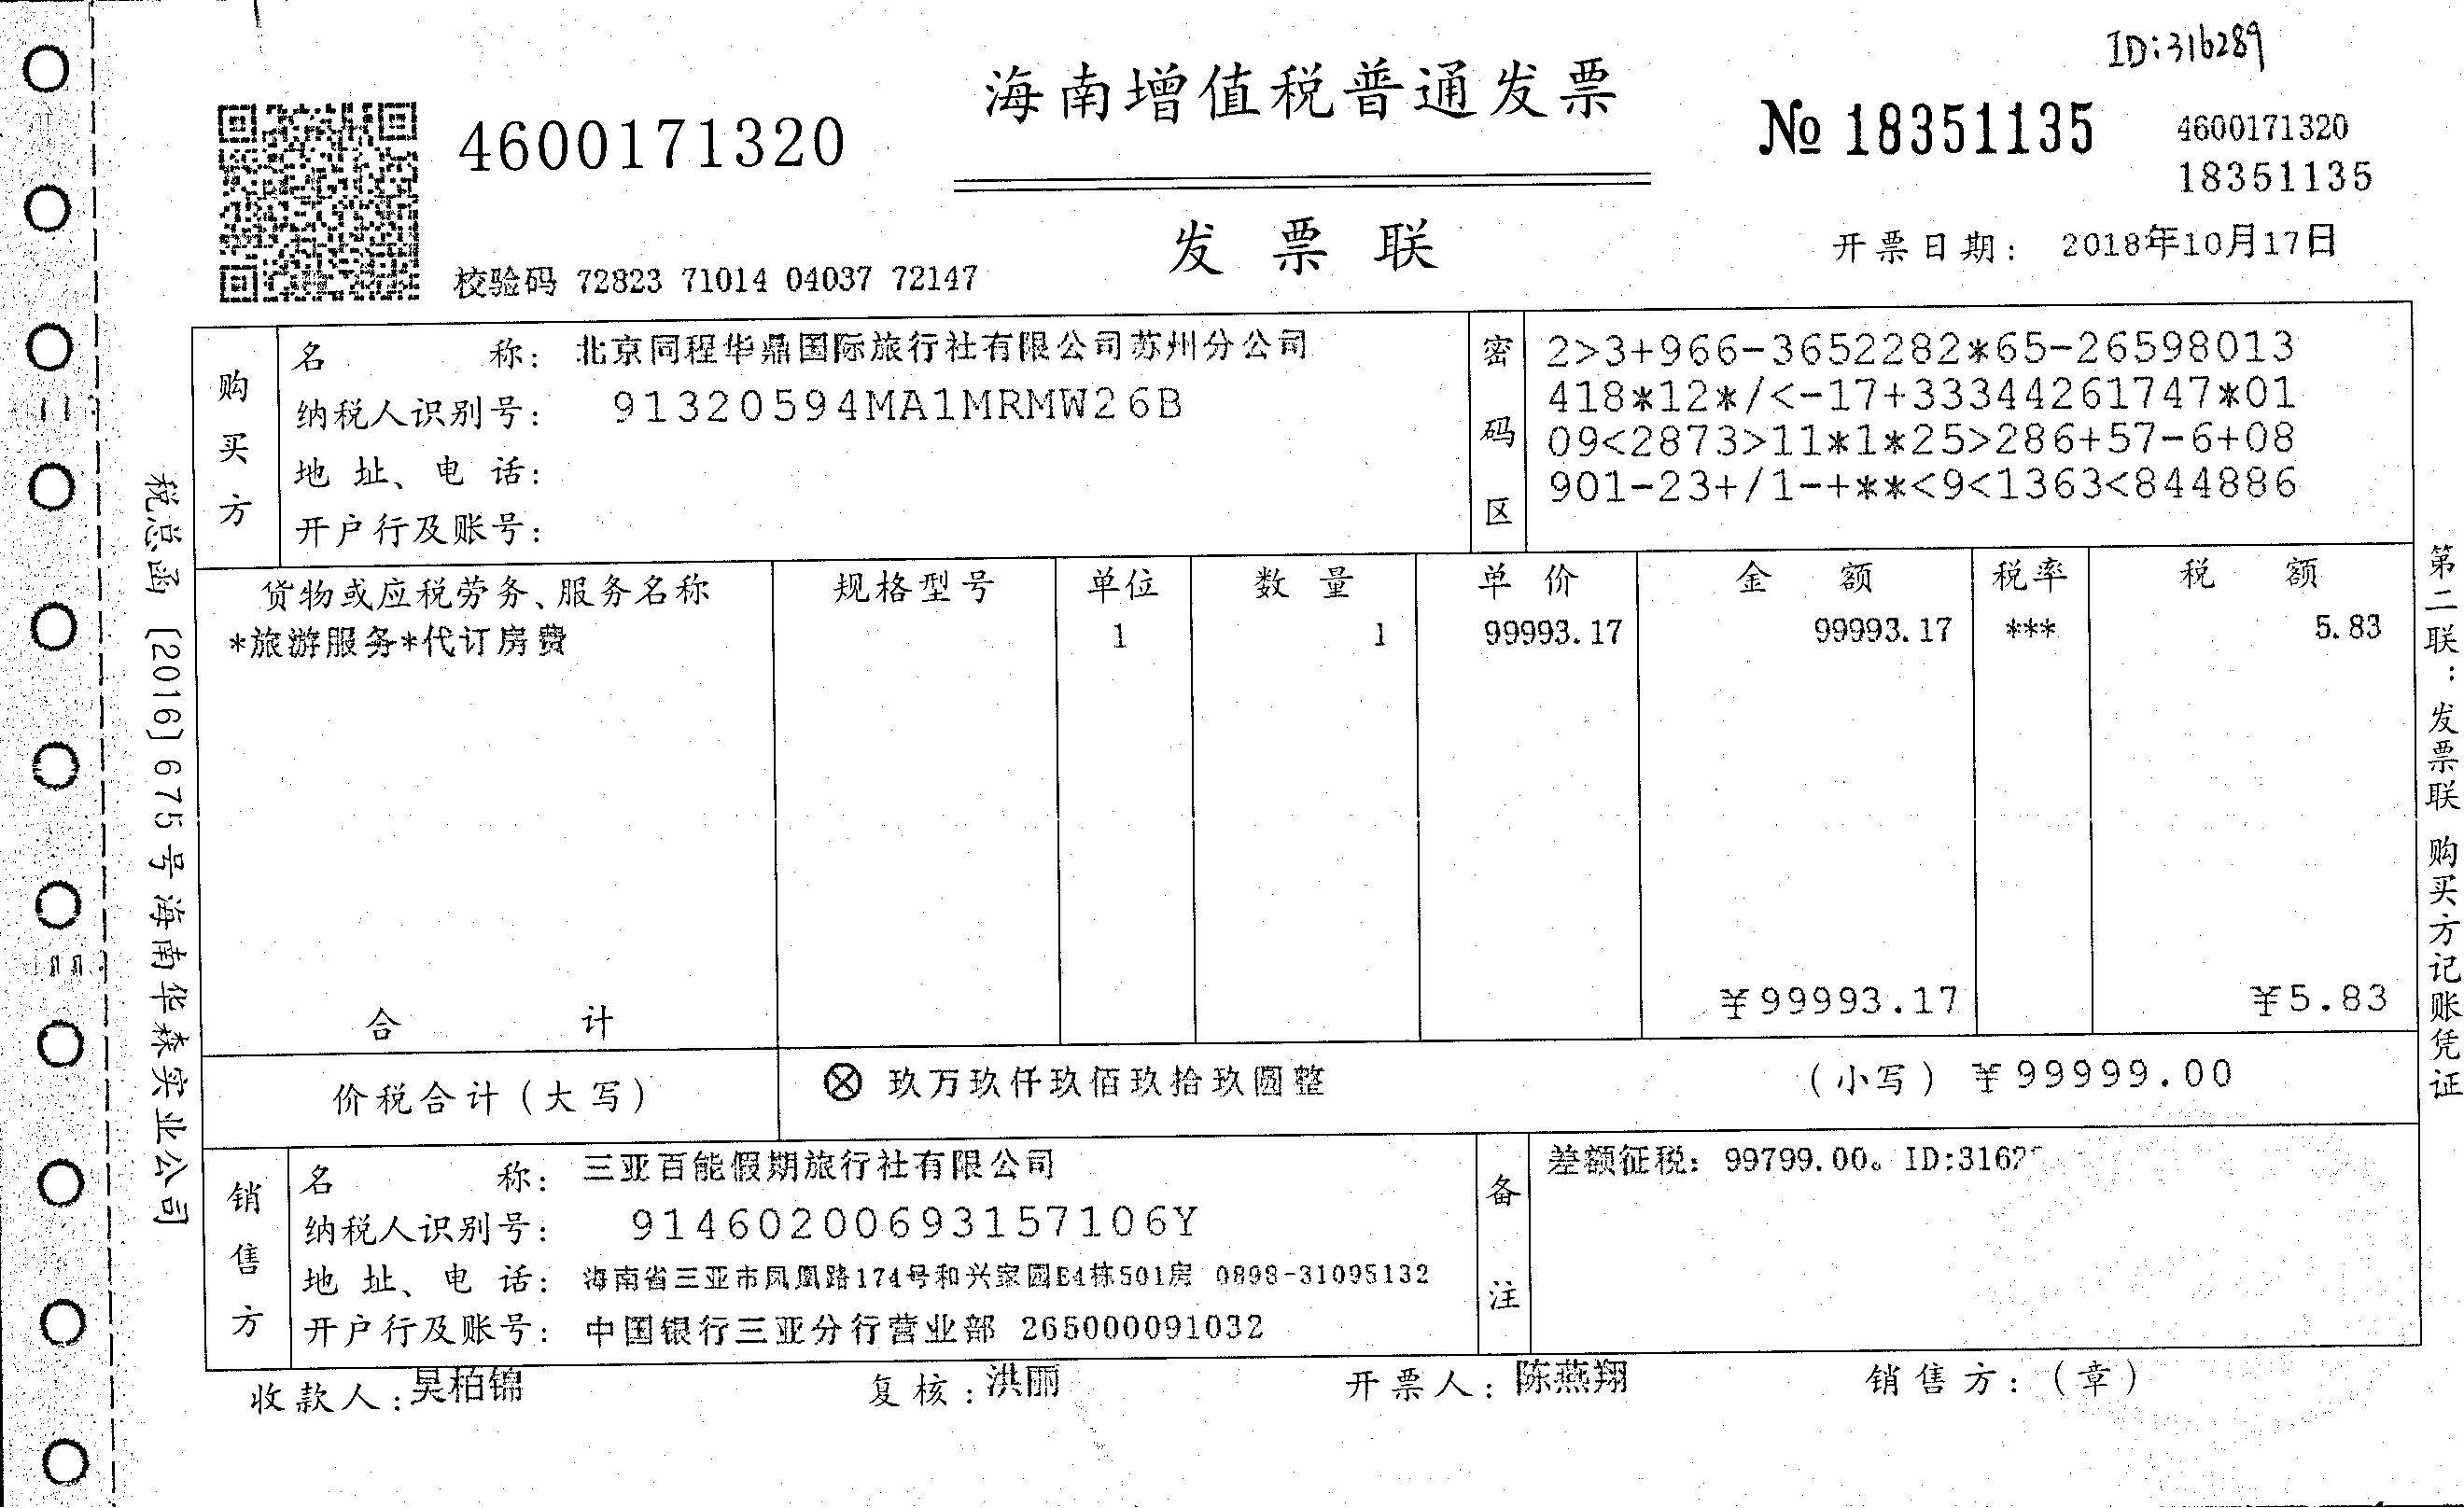 ID:316289
海南增值税普通发票
4600171320
№ 18351135
4600171320
18351135
发票联
校验码 72823 71014 04037 72147
开票日期: 2018年10月17日
购买方
名称: 北京同程华鼎国际旅行社有限公司苏州分公司
纳税人识别号: 91320594MA1MRMW26B
地址、电话:
开户行及账号:
密码区
2>3+966-3652282*65-26598013
418*12*/<-17+33344261747*01
09<2873>11*1*25>286+57-6+08
901-23+/1-+**<9<1363<844886
货物或应税劳务、服务名称 规格型号 单位 数量 单价 金额 税率 税额
*旅游服务*代订房费 1 1 99993.17 99993.17 *** 5.83
合计 ¥99993.17 ¥5.83
价税合计(大写) ⊗ 玖万玖仟玖佰玖拾玖圆整 (小写) ¥99999.00
销售方
名称: 三亚百能假期旅行社有限公司
纳税人识别号: 91460200693157106Y
地址、电话: 海南省三亚市凤凰路174号和兴家园E4栋501房 0898-31095132
开户行及账号: 中国银行三亚分行营业部 265000091032
备注
差额征税: 99799.00。ID:3162
收款人: 吴柏锦 复核: 洪丽 开票人: 陈燕翔 销售方: (章)
税总函〔2016〕675号海南华森实业公司
第二联:发票联 购买方记账凭证